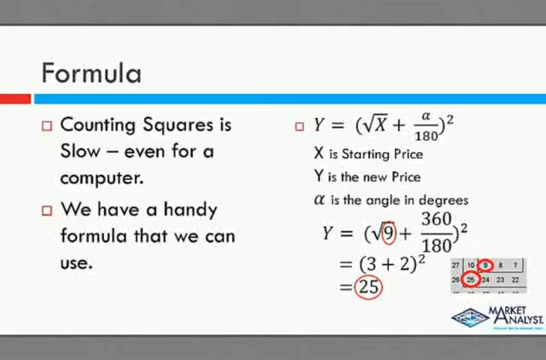 Formula
Counting Squares is
Slow – even for a
computer.
We have a handy
formula that we can
use.
Y = (√X + α/180)²
X is Starting Price
Y is the new Price
α is the angle in degrees
Y = (√9 + 360/180)²
= (3 + 2)²
= 25
27 10 9 8 7
26 25 24 23 22
MARKET
ANALYST